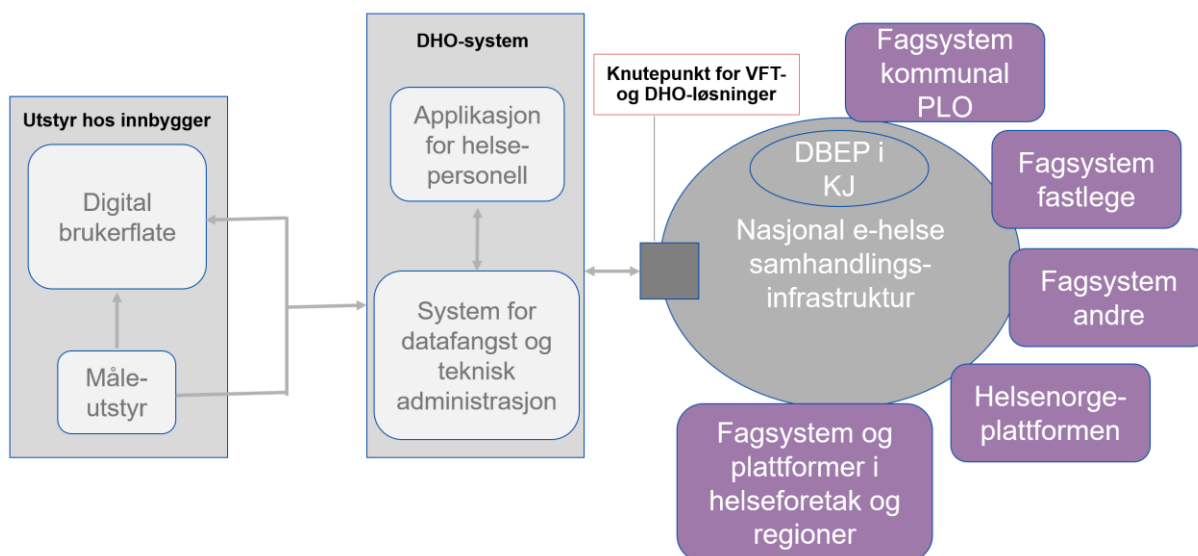 Utstyr hos innbygger
Digital
brukerflate
Måle-
utstyr
DHO-system
Applikasjon
for helse-
personell
System for
datafangst og
teknisk
administrasjon
Knutepunkt for VFT-
og DHO-løsninger
DBEP i
KJ
Nasjonal e-helse
samhandlings-
infrastruktur
Fagsystem
kommunal
PLO
Fagsystem
fastlege
Fagsystem
andre
Helsenorge-
plattformen
Fagsystem og
plattformer i
helseforetak og
regioner